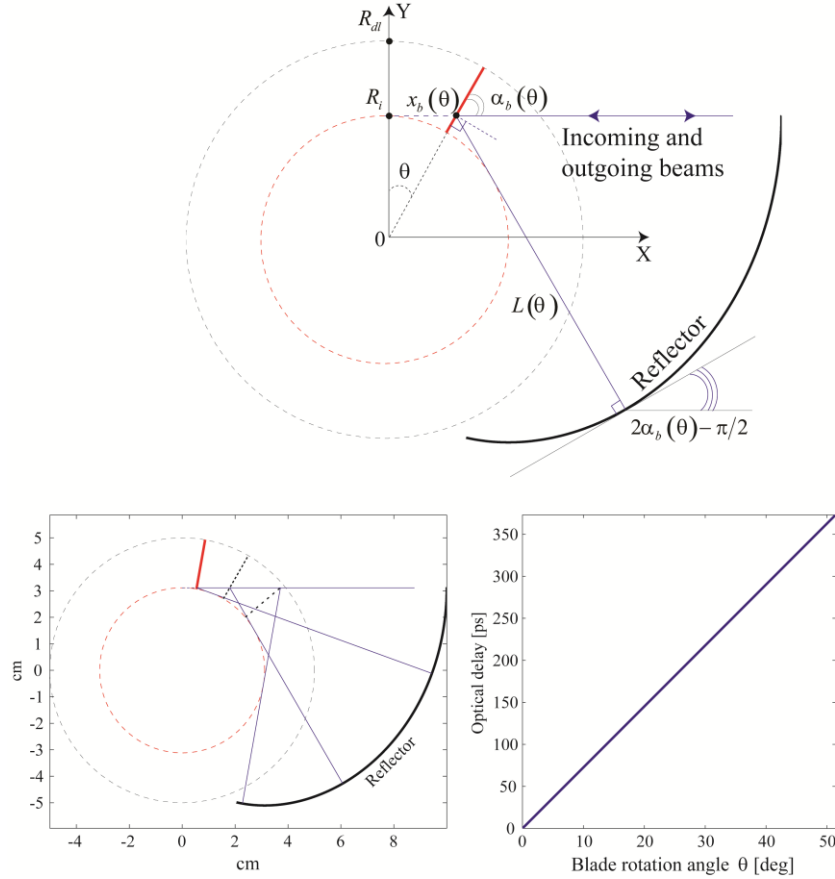 Y
R_dl
R_i
x_b(θ)
α_b(θ)
Incoming and
outgoing beams
θ
0
X
L(θ)
Reflector
2α_b(θ)−π/2
5
4
3
2
1
0
-1
-2
-3
-4
-5
cm
-4 -2 0 2 4 6 8
cm
Reflector
350
300
250
200
150
100
50
0
Optical delay [ps]
0 10 20 30 40 50
Blade rotation angle θ [deg]